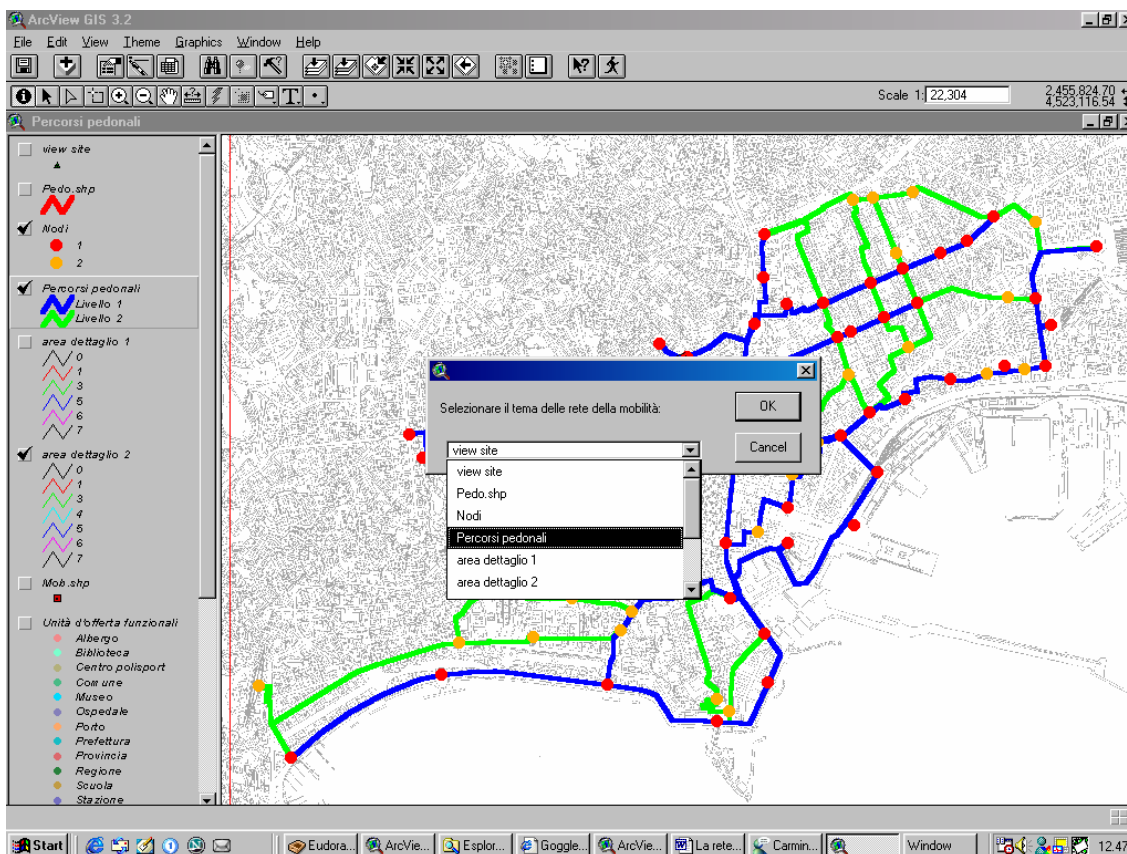 ArcView GIS 3.2
File Edit View Theme Graphics Window Help
Scale 1: 22,304
2,455,824.70
4,523,116.54
Percorsi pedonali
view site
Pedo.shp
Nodi
1
2
Percorsi pedonali
Livello 1
Livello 2
area dettaglio 1
0
1
3
5
6
7
area dettaglio 2
0
1
3
4
5
6
7
Mob.shp
Unità d'offerta funzionali
Albergo
Biblioteca
Centro polisport
Comune
Museo
Ospedale
Porto
Prefettura
Provincia
Regione
Scuola
Stazione
Selezionare il tema delle rete della mobilità:
OK
Cancel
view site
view site
Pedo.shp
Nodi
Percorsi pedonali
area dettaglio 1
area dettaglio 2
Start Eudora... ArcVie... Esplor... Goggle... ArcVie... La rete... Carmin... Window 12.47